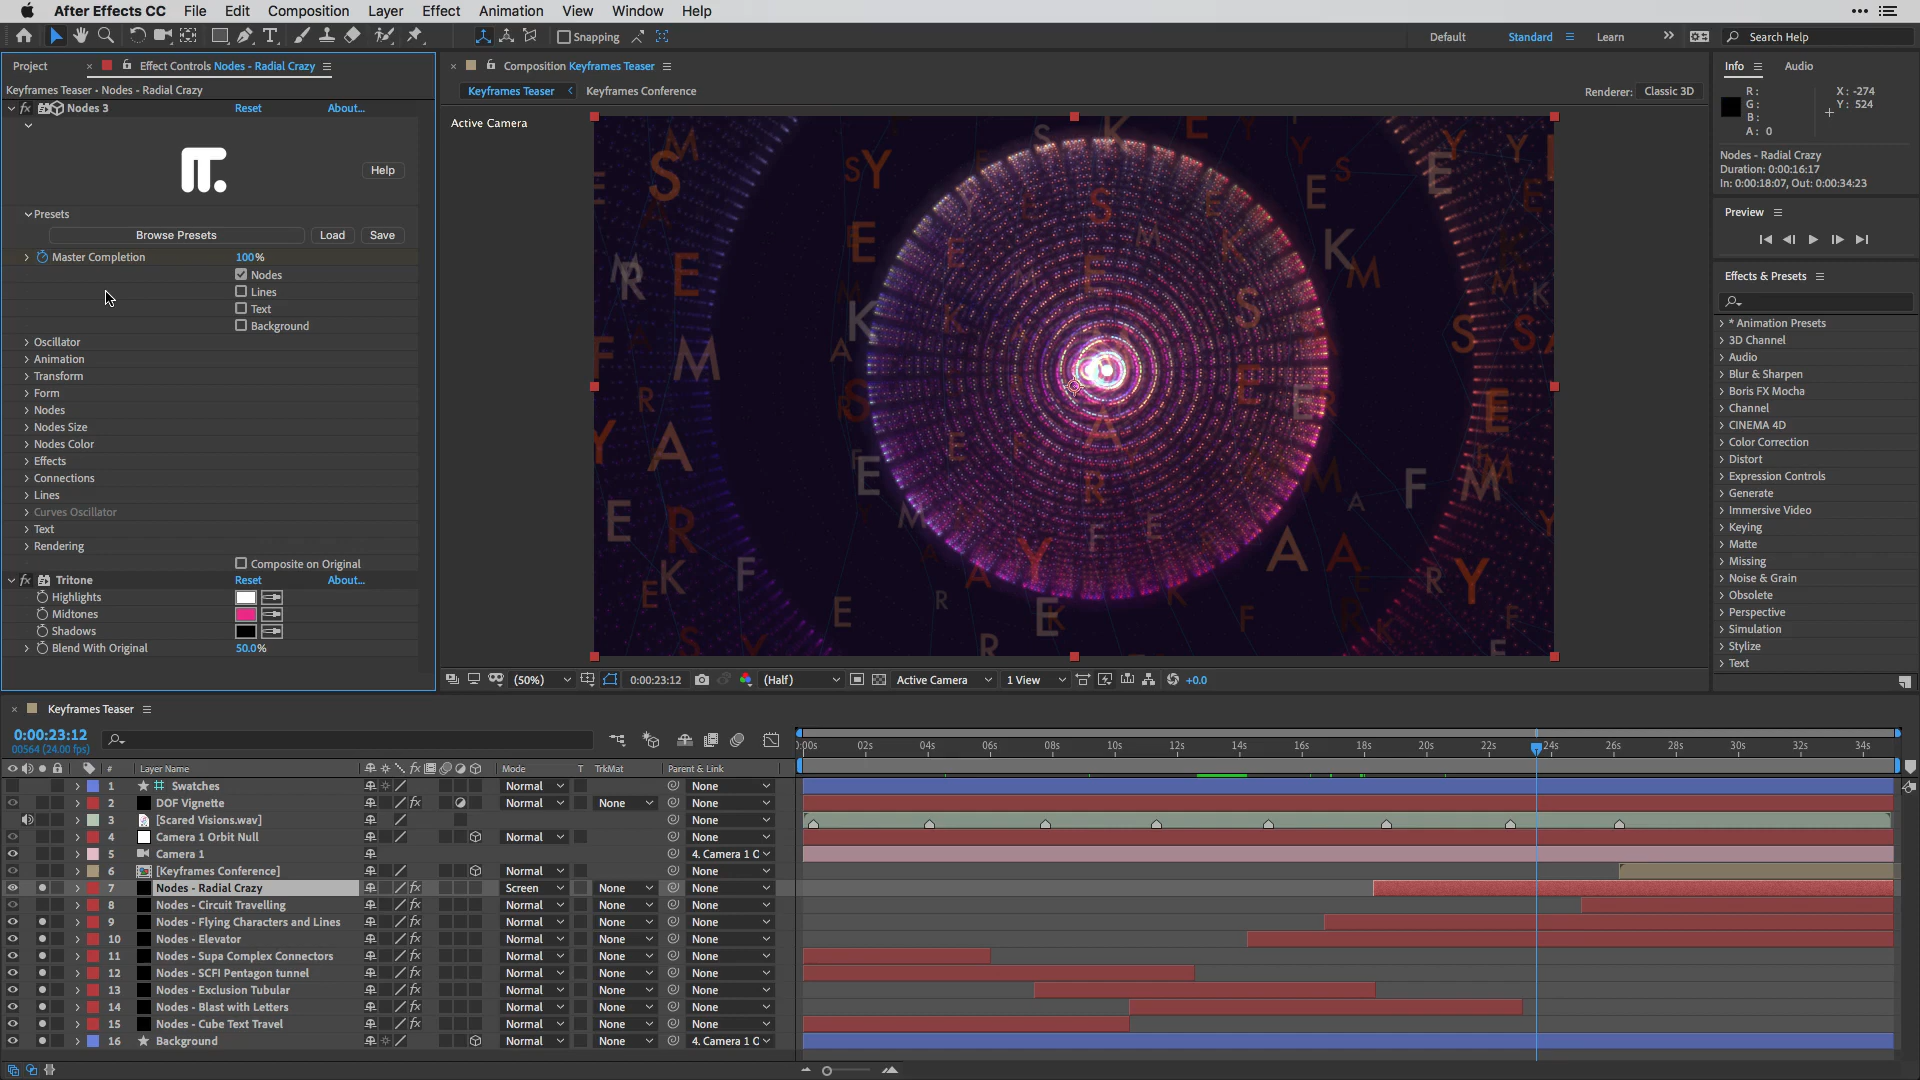 After Effects CC File Edit Composition Layer Effect Animation View Window Help
Snapping Default Standard Learn Search Help
Project Effect Controls Nodes - Radial Crazy
Keyframes Teaser • Nodes - Radial Crazy
fx Nodes 3 Reset About...
Help
Presets
Browse Presets Load Save
Master Completion 100%
Nodes
Lines
Text
Background
Oscillator
Animation
Transform
Form
Nodes
Nodes Size
Nodes Color
Effects
Connections
Lines
Curves Oscillator
Text
Rendering
Composite on Original
fx Tritone Reset About...
Highlights
Midtones
Shadows
Blend With Original 50.0%
Composition Keyframes Teaser
Keyframes Teaser Keyframes Conference Renderer: Classic 3D
Active Camera
(50%) 0:00:23:12 (Half) Active Camera 1 View +0.0
Info Audio
R: X: -274
G: Y: 524
B:
A: 0
Nodes - Radial Crazy
Duration: 0:00:16:17
In: 0:00:18:07, Out: 0:00:34:23
Preview
Effects & Presets
* Animation Presets
3D Channel
Audio
Blur & Sharpen
Boris FX Mocha
Channel
CINEMA 4D
Color Correction
Distort
Expression Controls
Generate
Immersive Video
Keying
Matte
Missing
Noise & Grain
Obsolete
Perspective
Simulation
Stylize
Text
Keyframes Teaser
0:00:23:12
00564 (24.00 fps)
:00s 02s 04s 06s 08s 10s 12s 14s 16s 18s 20s 22s 24s 26s 28s 30s 32s 34s
# Layer Name fx Mode T TrkMat Parent & Link
1 Swatches Normal None
2 DOF Vignette fx Normal None None
3 [Scared Visions.wav] None
4 Camera 1 Orbit Null Normal None
5 Camera 1 4. Camera 1 C
6 [Keyframes Conference] Normal None
7 Nodes - Radial Crazy fx Screen None None
8 Nodes - Circuit Travelling fx Normal None None
9 Nodes - Flying Characters and Lines fx Normal None None
10 Nodes - Elevator fx Normal None None
11 Nodes - Supa Complex Connectors fx Normal None None
12 Nodes - SCFI Pentagon tunnel fx Normal None None
13 Nodes - Exclusion Tubular fx Normal None None
14 Nodes - Blast with Letters fx Normal None None
15 Nodes - Cube Text Travel fx Normal None None
16 Background Normal None 4. Camera 1 C